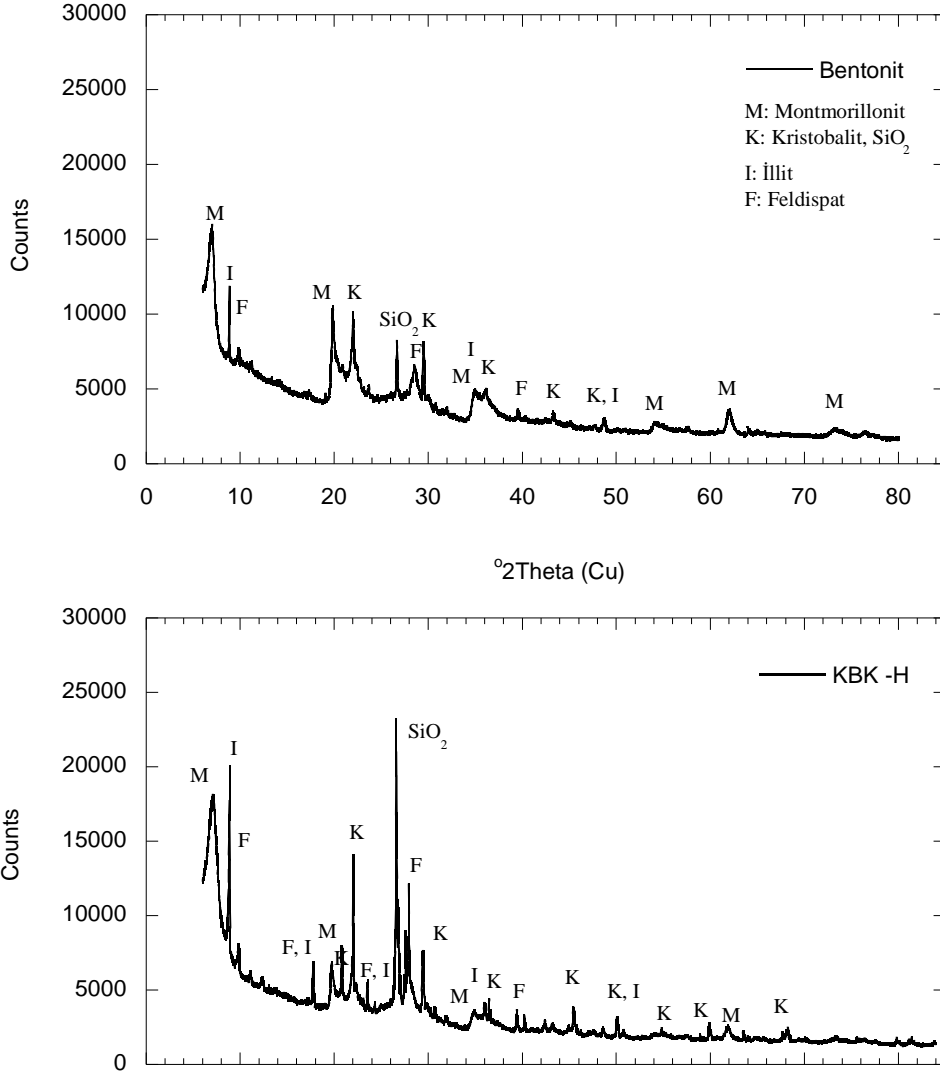 30000
Bentonit
25000
M: Montmorillonit
K: Kristobalit, SiO₂
20000
I: İllit
F: Feldispat
M
15000
I
F
M
K
SiO₂ K
10000
F
I
M K
5000
F K K, I M M M
0
0 10 20 30 40 50 60 70 80
Counts
°2Theta (Cu)
30000
KBK -H
25000
SiO₂
I
20000
M
F K
15000
F
10000
M
F, I K F, I K
I
K K K, I
5000
M F K K M K
0
Counts